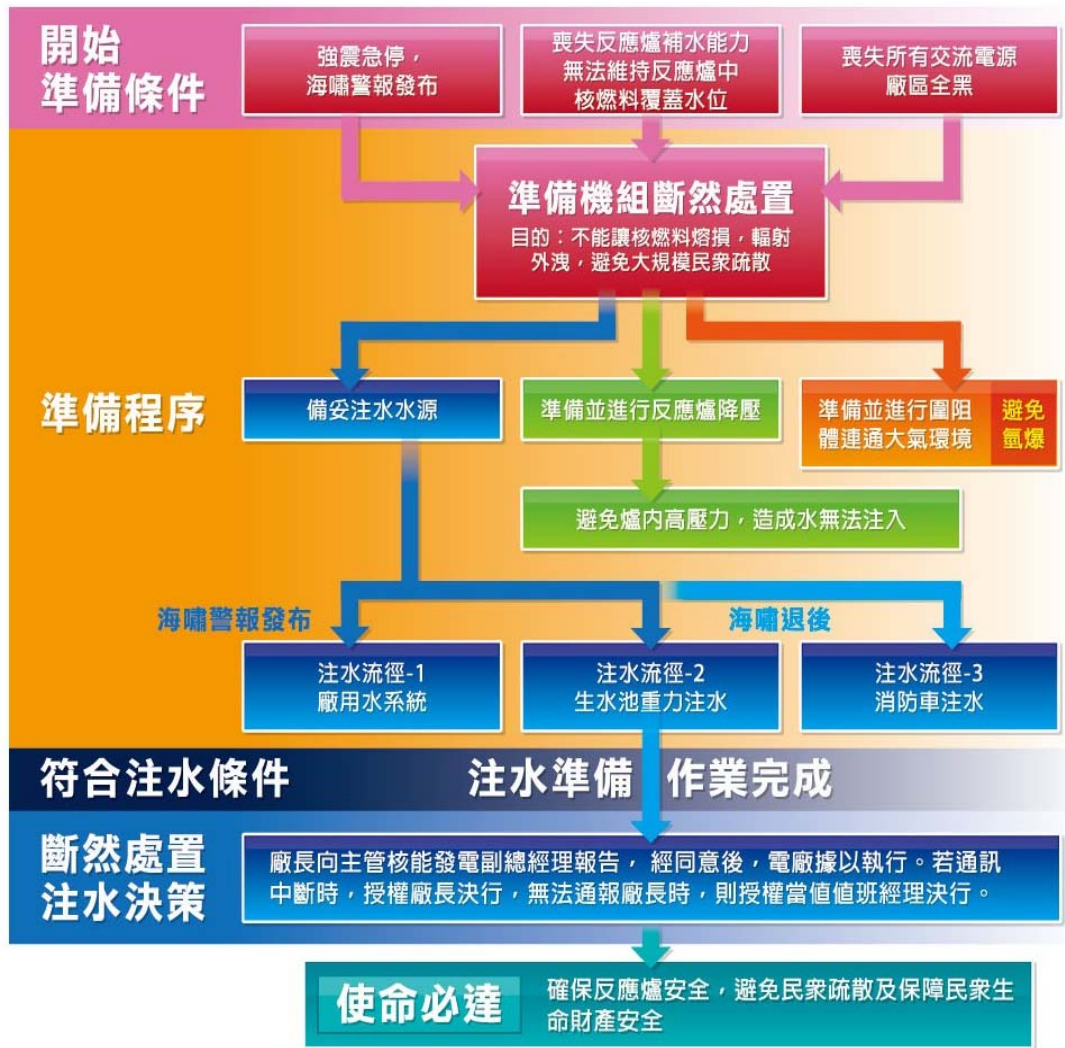 開始
準備條件
強震急停，
海嘯警報發布
喪失反應爐補水能力
無法維持反應爐中
核燃料覆蓋水位
喪失所有交流電源
廠區全黑
準備機組斷然處置
目的：不能讓核燃料熔損，輻射
外洩，避免大規模民眾疏散
準備程序
備妥注水水源
準備並進行反應爐降壓
準備並進行圍阻
體連通大氣環境
避免
氫爆
避免爐內高壓力，造成水無法注入
海嘯警報發布
海嘯退後
注水流徑-1
廠用水系統
注水流徑-2
生水池重力注水
注水流徑-3
消防車注水
符合注水條件
注水準備 作業完成
斷然處置
注水決策
廠長向主管核能發電副總經理報告， 經同意後，電廠據以執行。若通訊
中斷時，授權廠長決行，無法通報廠長時，則授權當值值班經理決行。
使命必達
確保反應爐安全，避免民眾疏散及保障民眾生
命財產安全